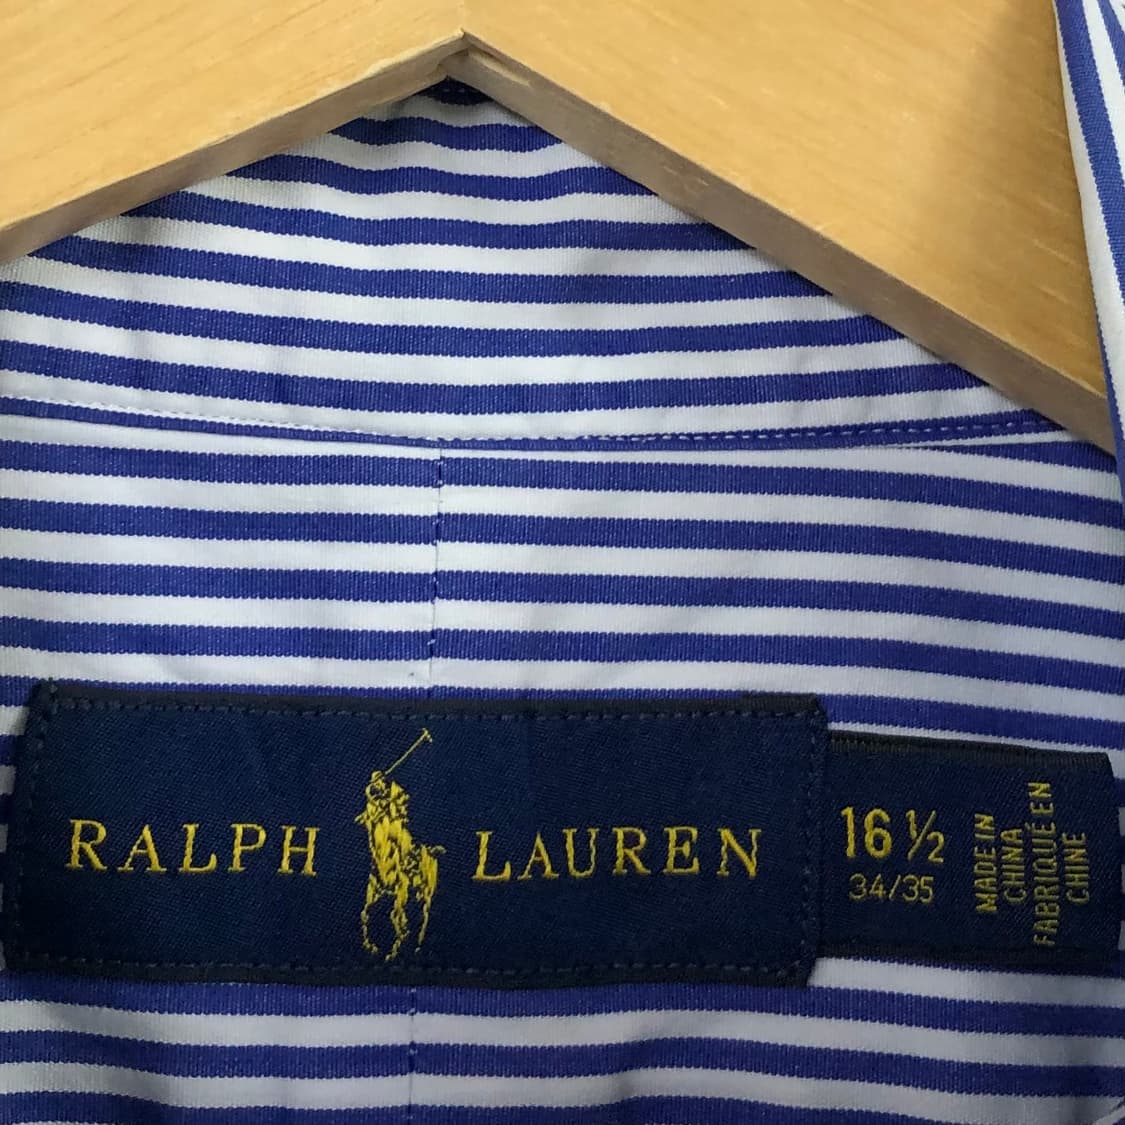 RALPH LAUREN
16 ½
34/35
MADE IN
CHINA
FABRIQUÉ EN
CHINE